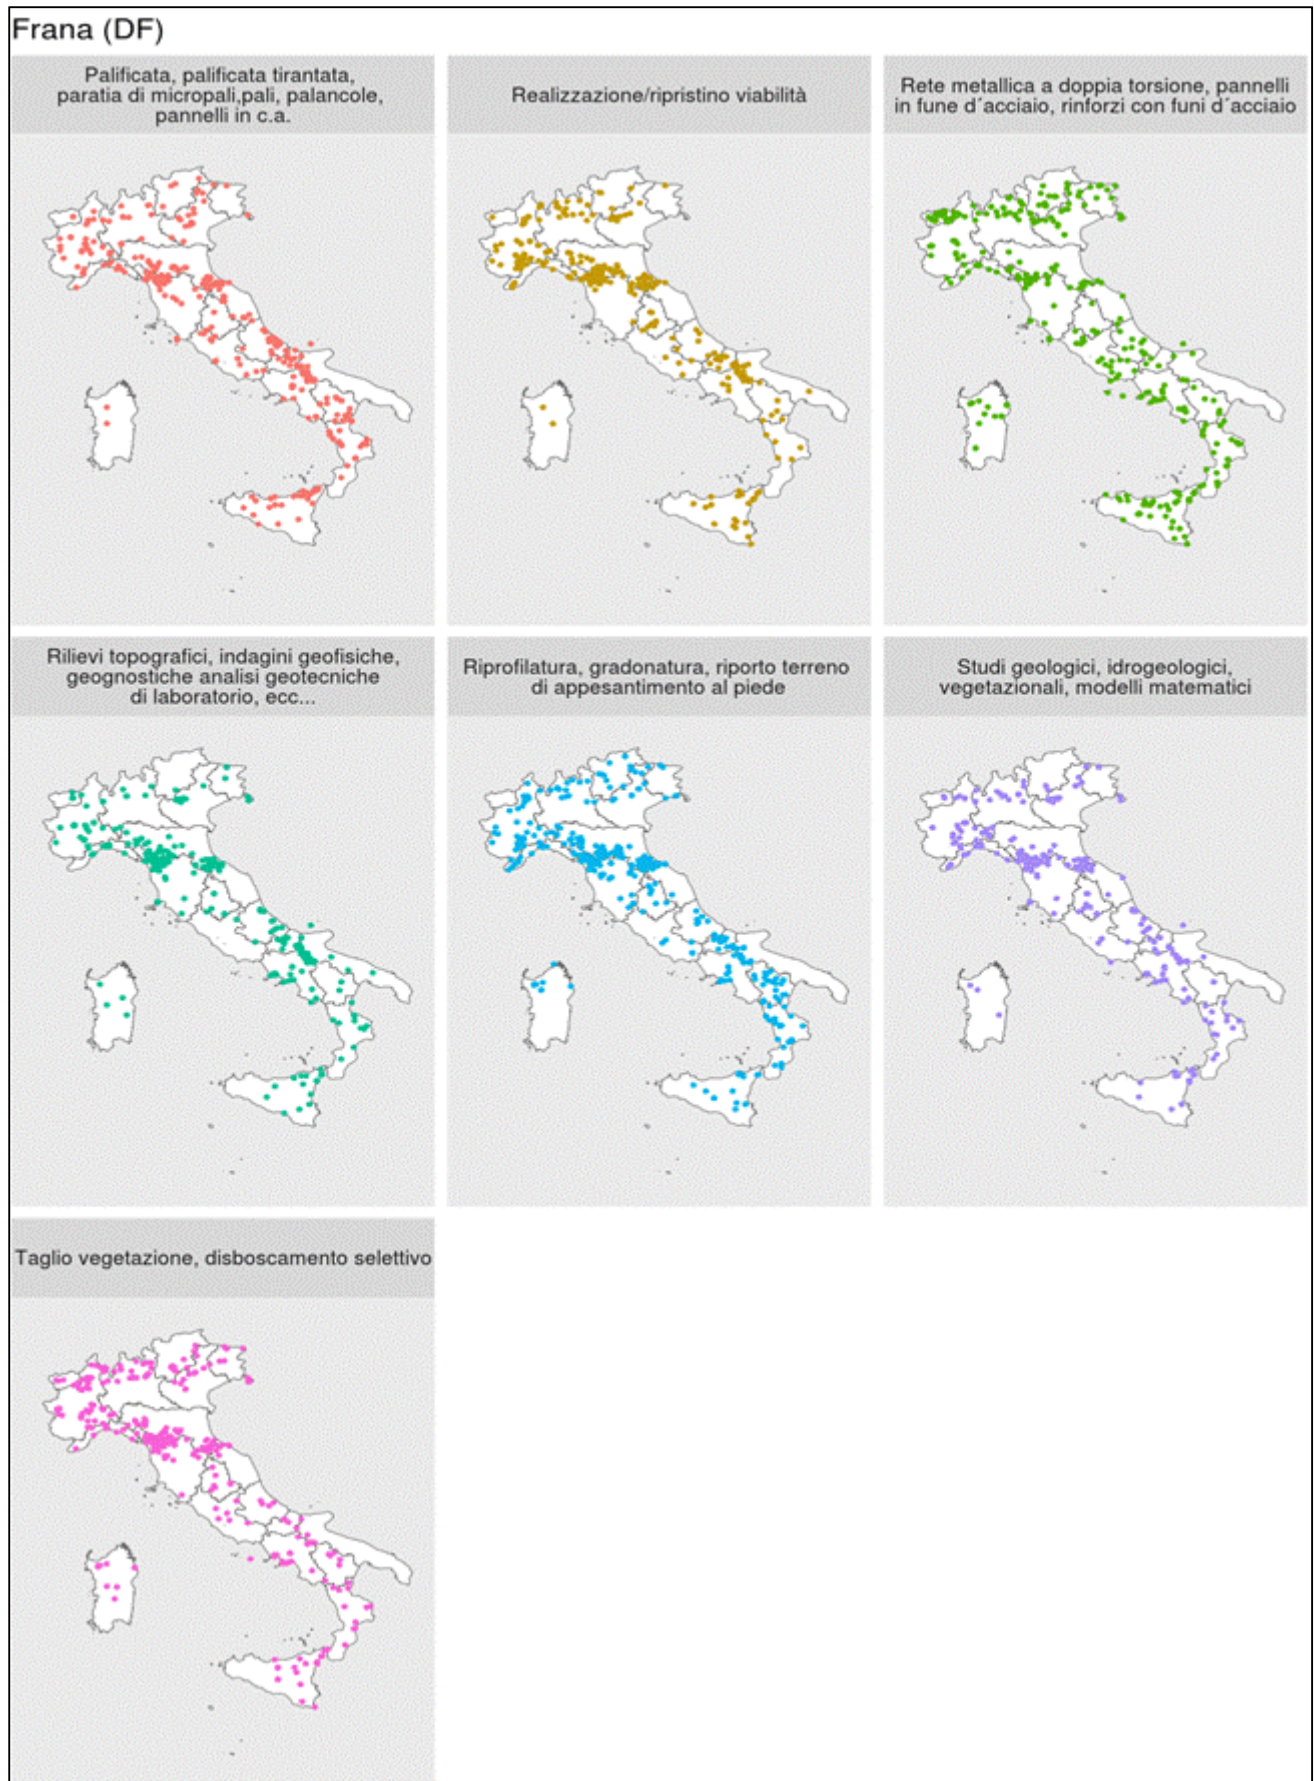 Frana (DF)
Palificata, palificata tirantata,
paratia di micropali,pali, palancole,
pannelli in c.a.
Realizzazione/ripristino viabilità
Rete metallica a doppia torsione, pannelli
in fune d´acciaio, rinforzi con funi d´acciaio
Rilievi topografici, indagini geofisiche,
geognostiche analisi geotecniche
di laboratorio, ecc...
Riprofilatura, gradonatura, riporto terreno
di appesantimento al piede
Studi geologici, idrogeologici,
vegetazionali, modelli matematici
Taglio vegetazione, disboscamento selettivo